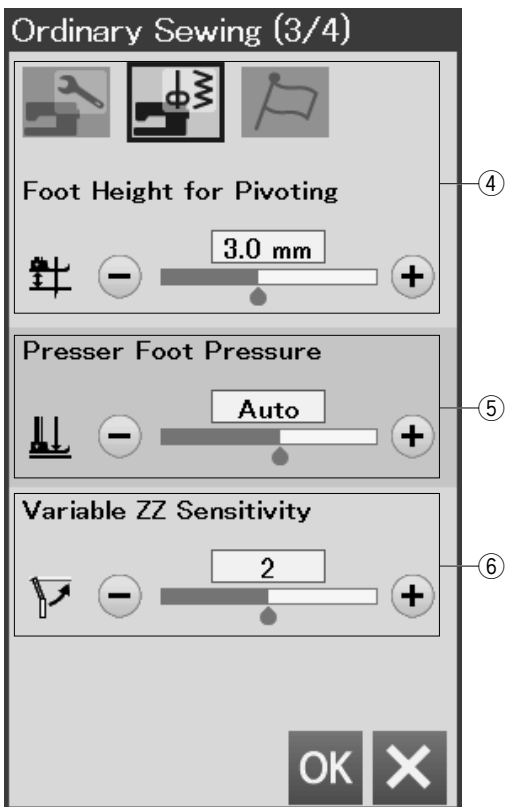 Ordinary Sewing (3/4)
Foot Height for Pivoting
3.0 mm
④
Presser Foot Pressure
Auto
⑤
Variable ZZ Sensitivity
2
⑥
OK